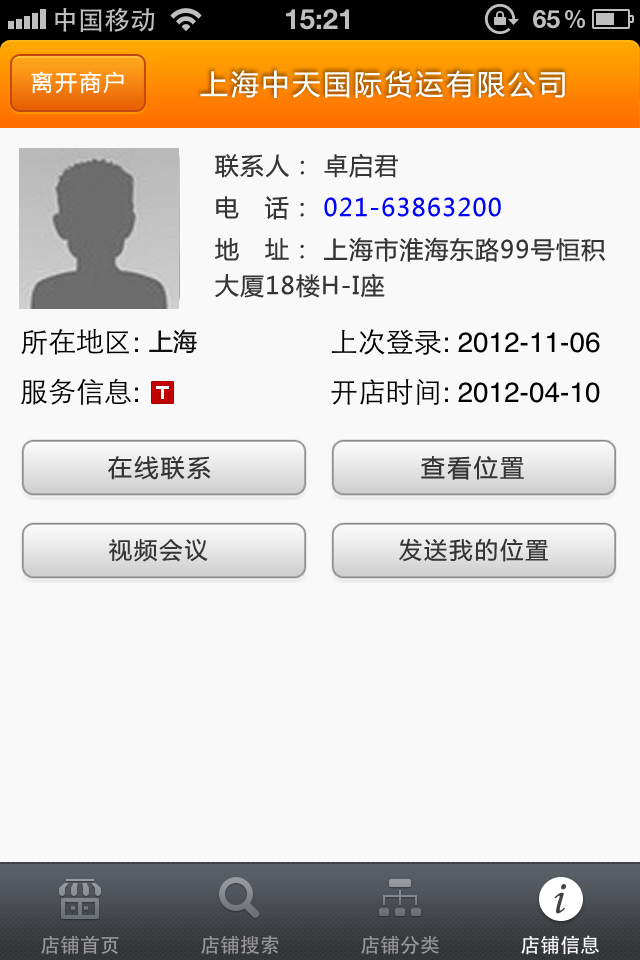 中国移动 15:21 65%
离开商户 上海中天国际货运有限公司
联系人： 卓启君
电 话： 021-63863200
地 址： 上海市淮海东路99号恒积
大厦18楼H-I座
所在地区: 上海 上次登录: 2012-11-06
服务信息: T 开店时间: 2012-04-10
在线联系 查看位置
视频会议 发送我的位置
店铺首页 店铺搜索 店铺分类 店铺信息